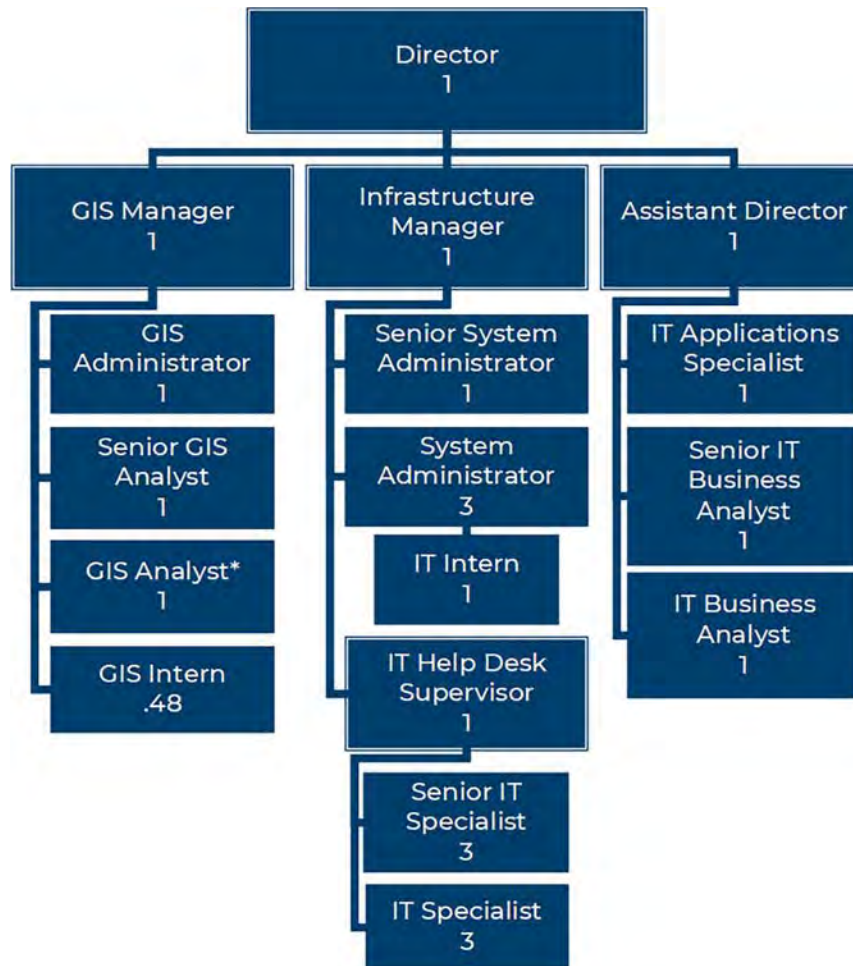 Director
1
GIS Manager
1
Infrastructure
Manager
1
Assistant Director
1
GIS
Administrator
1
Senior GIS
Analyst
1
GIS Analyst*
1
GIS Intern
.48
Senior System
Administrator
1
System
Administrator
3
IT Intern
1
IT Help Desk
Supervisor
1
Senior IT
Specialist
3
IT Specialist
3
IT Applications
Specialist
1
Senior IT
Business
Analyst
1
IT Business
Analyst
1